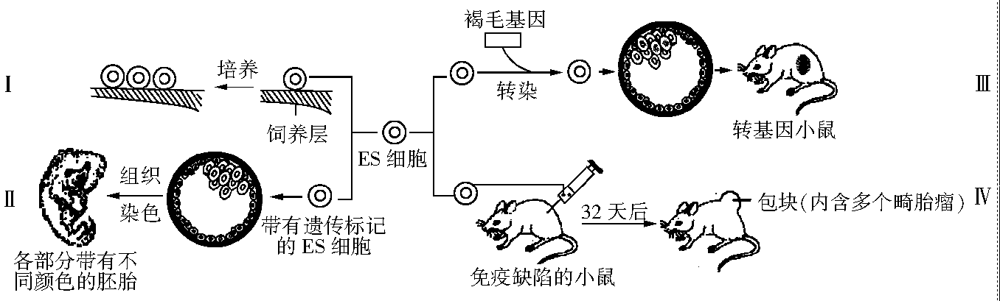 褐毛基因
Ⅰ
培养
转染
Ⅲ
饲养层
ES 细胞
转基因小鼠
Ⅱ
组织
染色
带有遗传标记
的 ES 细胞
各部分带有不
同颜色的胚胎
32 天后
包块(内含多个畸胎瘤)
Ⅳ
免疫缺陷的小鼠